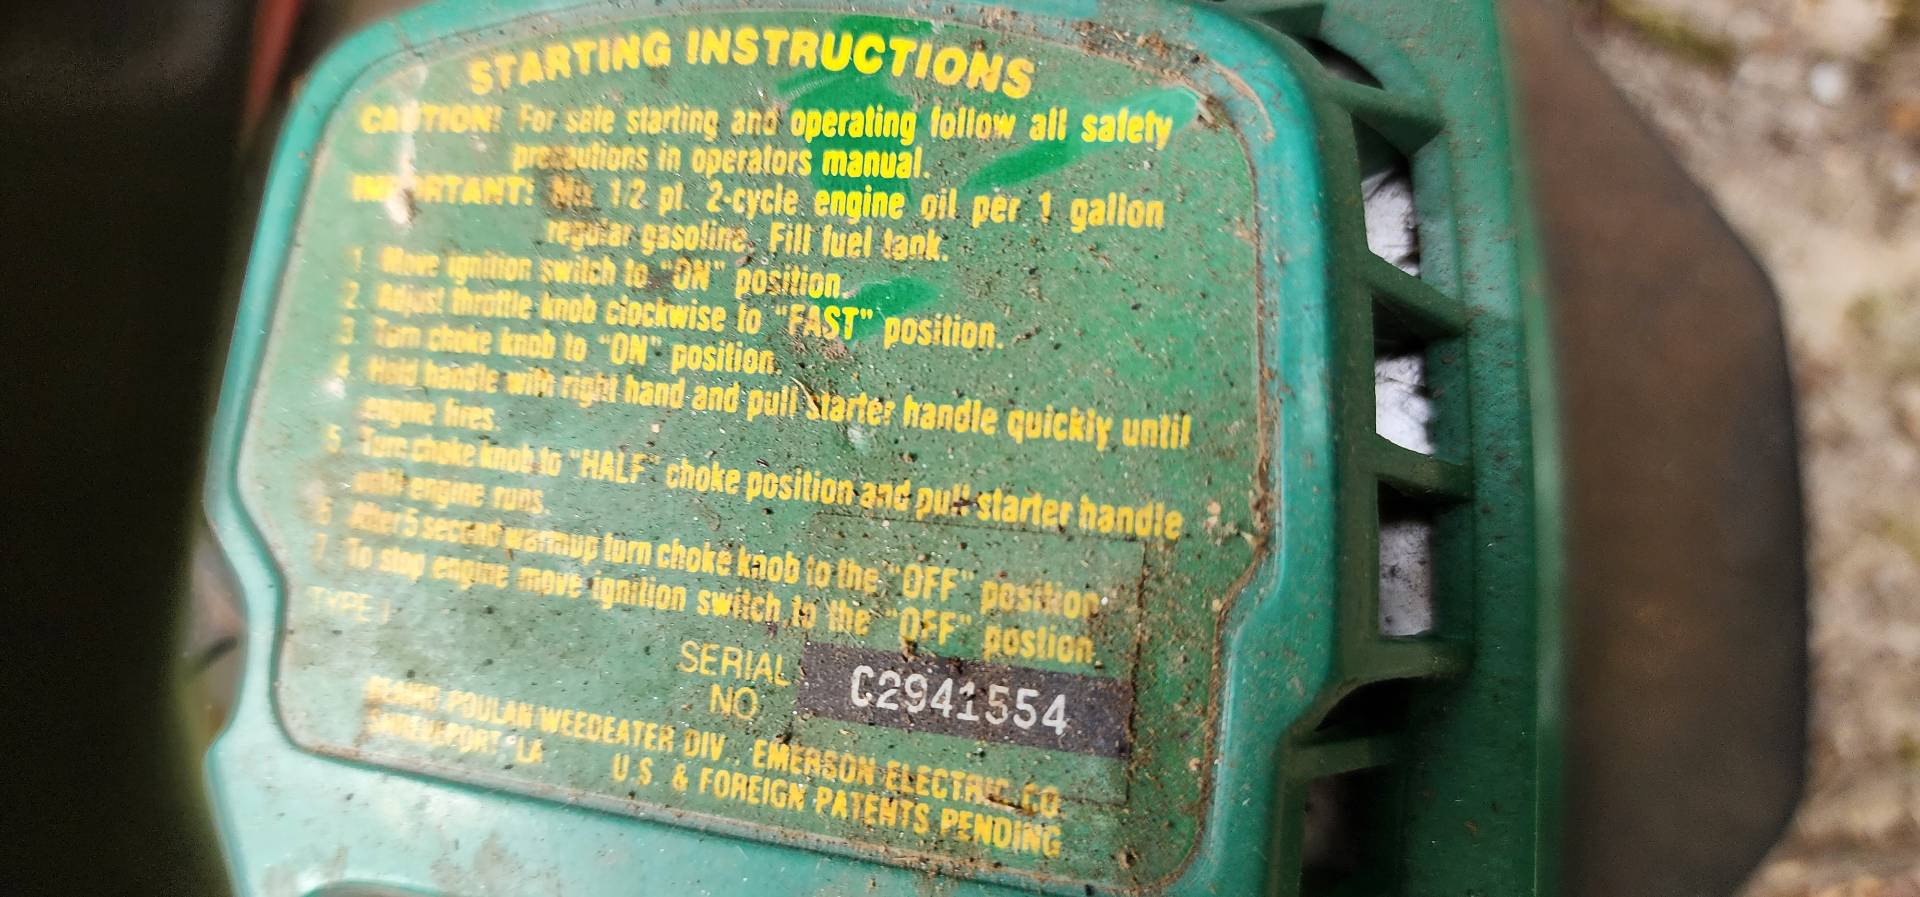 STARTING INSTRUCTIONS
CAUTION! For safe starting and operating follow all safety
precautions in operators manual.
IMPORTANT! Mix 1/2 pt. 2-cycle engine oil per 1 gallon
regular gasoline. Fill fuel tank.
1. Move ignition switch to "ON" position.
2. Adjust throttle knob clockwise to "FAST" position.
3. Turn choke knob to "ON" position.
4. Hold handle with right hand and pull starter handle quickly until
engine fires.
5. Turn choke knob to "HALF" choke position and pull starter handle
until engine runs.
6. After 5 second warmup turn choke knob to the "OFF" position.
7. To stop engine move ignition switch to the "OFF" postion.
TYPE I
SERIAL
NO C2941554
BEAIRD POULAN WEEDEATER DIV., EMERSON ELECTRIC CO.
SHREVEPORT, LA
U.S. & FOREIGN PATENTS PENDING